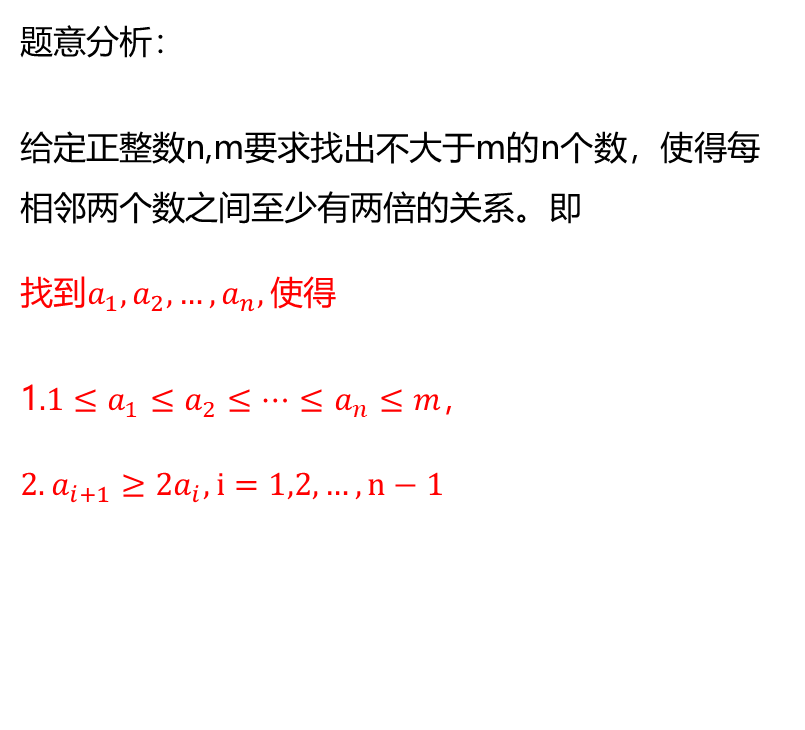 题意分析：
给定正整数n,m要求找出不大于m的n个数，使得每
相邻两个数之间至少有两倍的关系。即
找到a₁, a₂, … , aₙ, 使得
1.1 ≤ a₁ ≤ a₂ ≤ ⋯ ≤ aₙ ≤ m ,
2. aᵢ₊₁ ≥ 2aᵢ, i = 1,2, … , n − 1